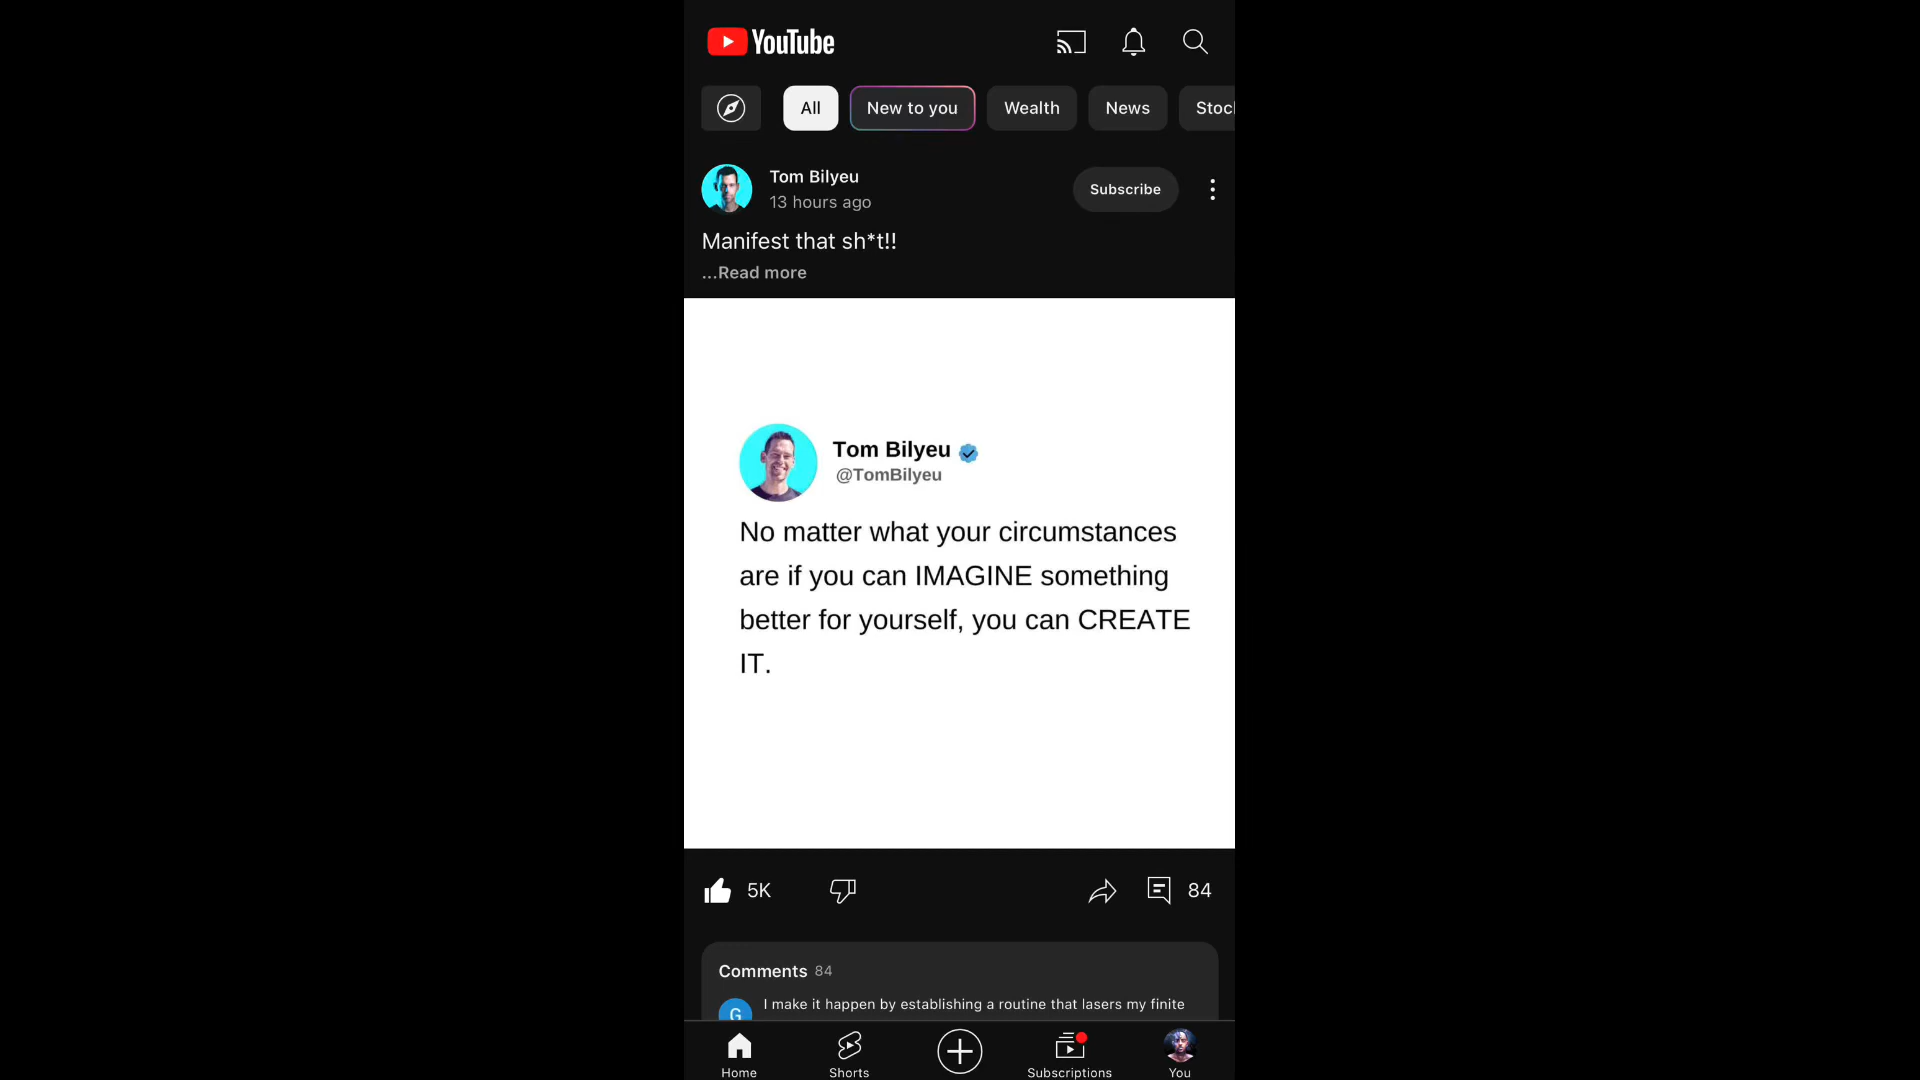 YouTube
All New to you Wealth News Stoc
Tom Bilyeu
13 hours ago
Subscribe
Manifest that sh*t!!
...Read more
Tom Bilyeu
@TomBilyeu
No matter what your circumstances
are if you can IMAGINE something
better for yourself, you can CREATE
IT.
5K
84
Comments 84
G
I make it happen by establishing a routine that lasers my finite
Home Shorts Subscriptions You